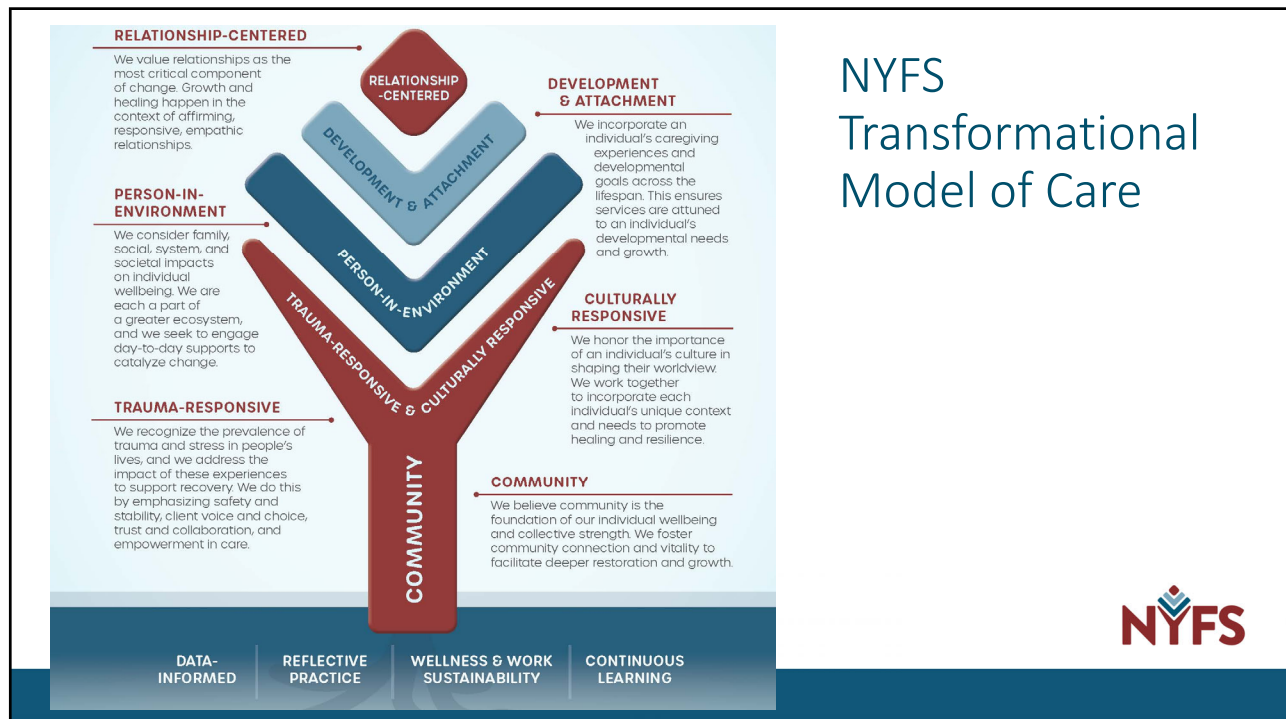 NYFS
Transformational
Model of Care
RELATIONSHIP-CENTERED
We value relationships as the
most critical component
of change. Growth and
healing happen in the
context of affirming,
responsive, empathic
relationships.
PERSON-IN-
ENVIRONMENT
We consider family,
social, system, and
societal impacts
on individual
wellbeing. We are
each a part of
a greater ecosystem,
and we seek to engage
day-to-day supports to
catalyze change.
TRAUMA-RESPONSIVE
We recognize the prevalence of
trauma and stress in people's
lives, and we address the
impact of these experiences
to support recovery. We do this
by emphasizing safety and
stability, client voice and choice,
trust and collaboration, and
empowerment in care.
RELATIONSHIP
-CENTERED
DEVELOPMENT & ATTACHMENT
PERSON-IN-ENVIRONMENT
TRAUMA-RESPONSIVE & CULTURALLY RESPONSIVE
COMMUNITY
DEVELOPMENT
& ATTACHMENT
We incorporate an
individual's caregiving
experiences and
developmental
goals across the
lifespan. This ensures
services are attuned
to an individual's
developmental needs
and growth.
CULTURALLY
RESPONSIVE
We honor the importance
of an individual's culture in
shaping their worldview.
We work together
to incorporate each
individual's unique context
and needs to promote
healing and resilience.
COMMUNITY
We believe community is the
foundation of our individual wellbeing
and collective strength. We foster
community connection and vitality to
facilitate deeper restoration and growth.
DATA-
INFORMED
REFLECTIVE
PRACTICE
WELLNESS & WORK
SUSTAINABILITY
CONTINUOUS
LEARNING
NYFS